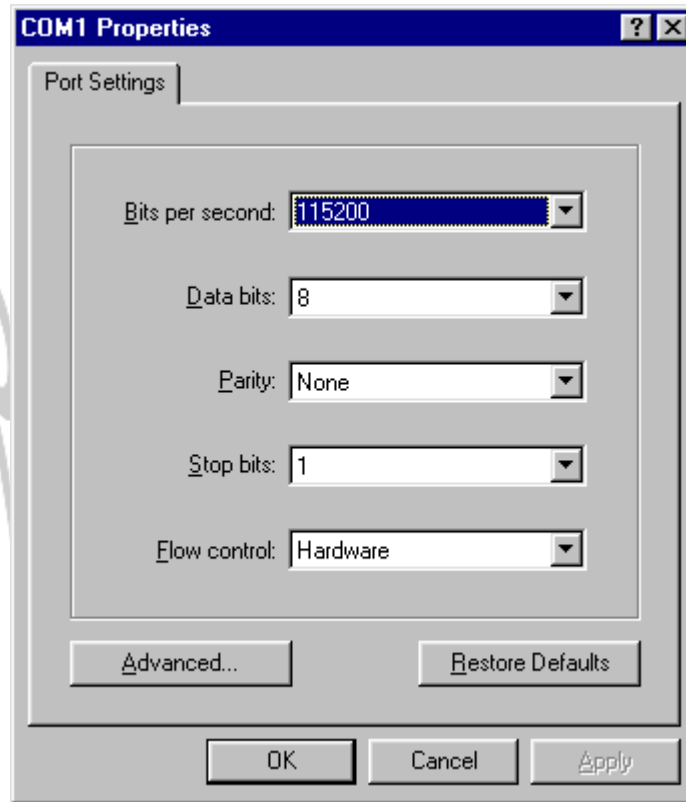 COM1 Properties
Port Settings
Bits per second: 115200
Data bits: 8
Parity: None
Stop bits: 1
Flow control: Hardware
Advanced... Restore Defaults
OK Cancel Apply